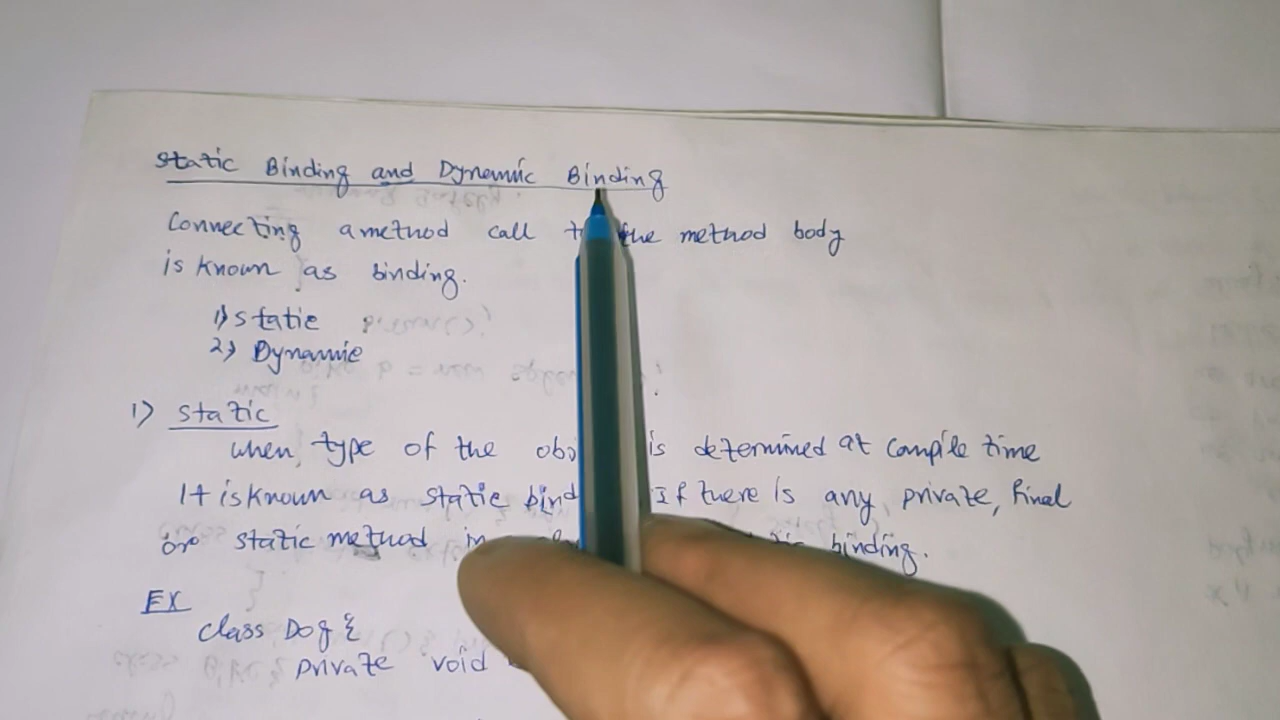 Static Binding and Dynamic Binding
Connecting a method call the method body
is known as binding.
1) Static
2) Dynamic
1) Static
when type of the is determined at compile time
It is known as static If there is any private, final
or static method in binding.
EX
class Dog {
private void